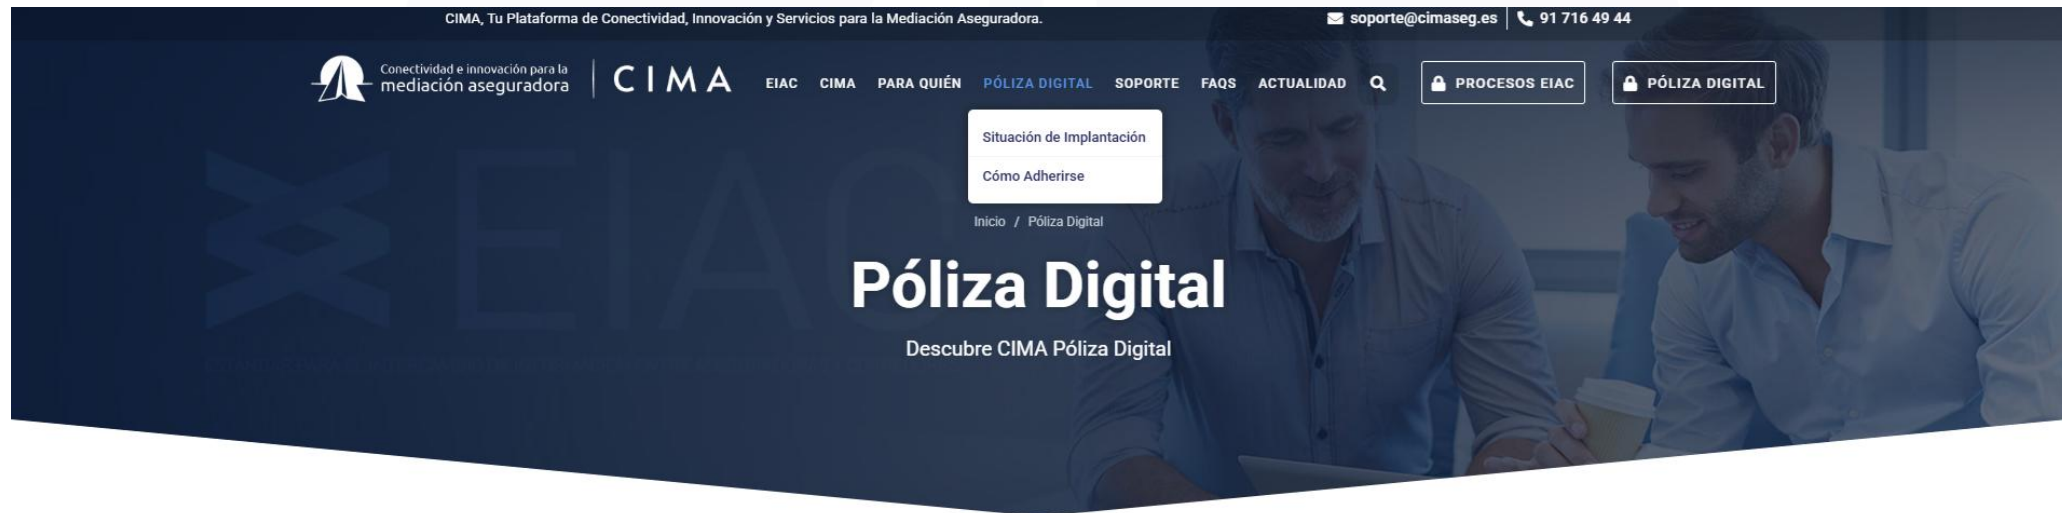 CIMA, Tu Plataforma de Conectividad, Innovación y Servicios para la Mediación Aseguradora.
soporte@cimaseg.es
91 716 49 44
Conectividad e innovación para la
mediación aseguradora
CIMA
EIAC CIMA PARA QUIÉN PÓLIZA DIGITAL SOPORTE FAQS ACTUALIDAD
PROCESOS EIAC
PÓLIZA DIGITAL
Situación de Implantación
Cómo Adherirse
EIAC
Inicio / Póliza Digital
Póliza Digital
Descubre CIMA Póliza Digital